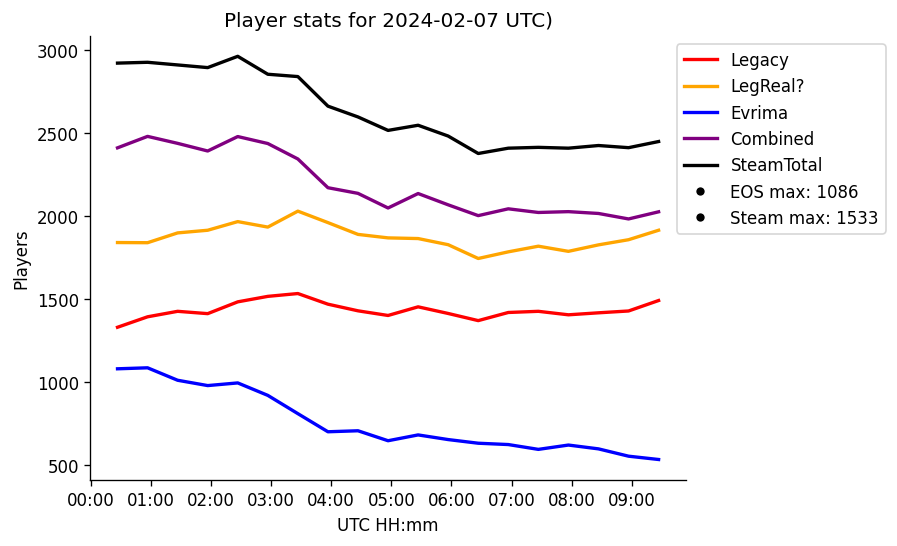 Player stats for 2024-02-07 UTC)
3000
2500
2000
1500
1000
500
Players
00:00 01:00 02:00 03:00 04:00 05:00 06:00 07:00 08:00 09:00
UTC HH:mm
Legacy
LegReal?
Evrima
Combined
SteamTotal
EOS max: 1086
Steam max: 1533